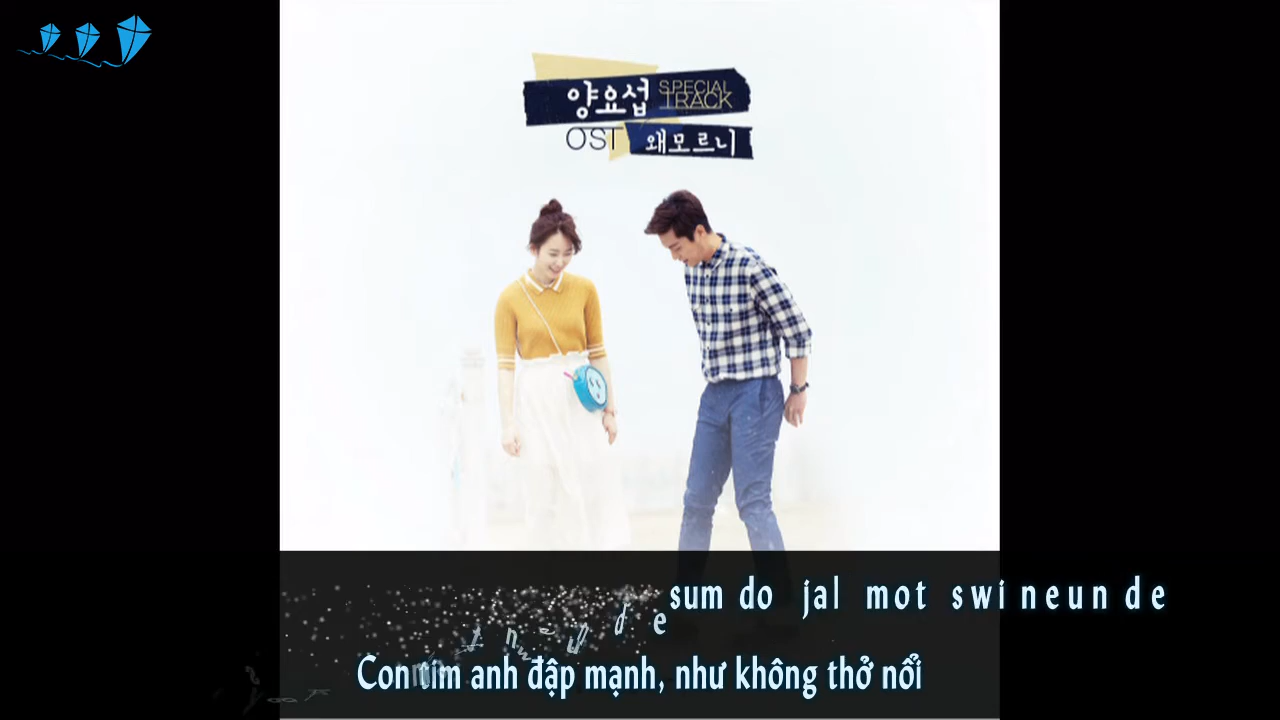 양요섭 SPECIAL TRACK
OST 왜모르니
sum do jal mot swi neun de
Con tim anh đập mạnh, như không thở nổi